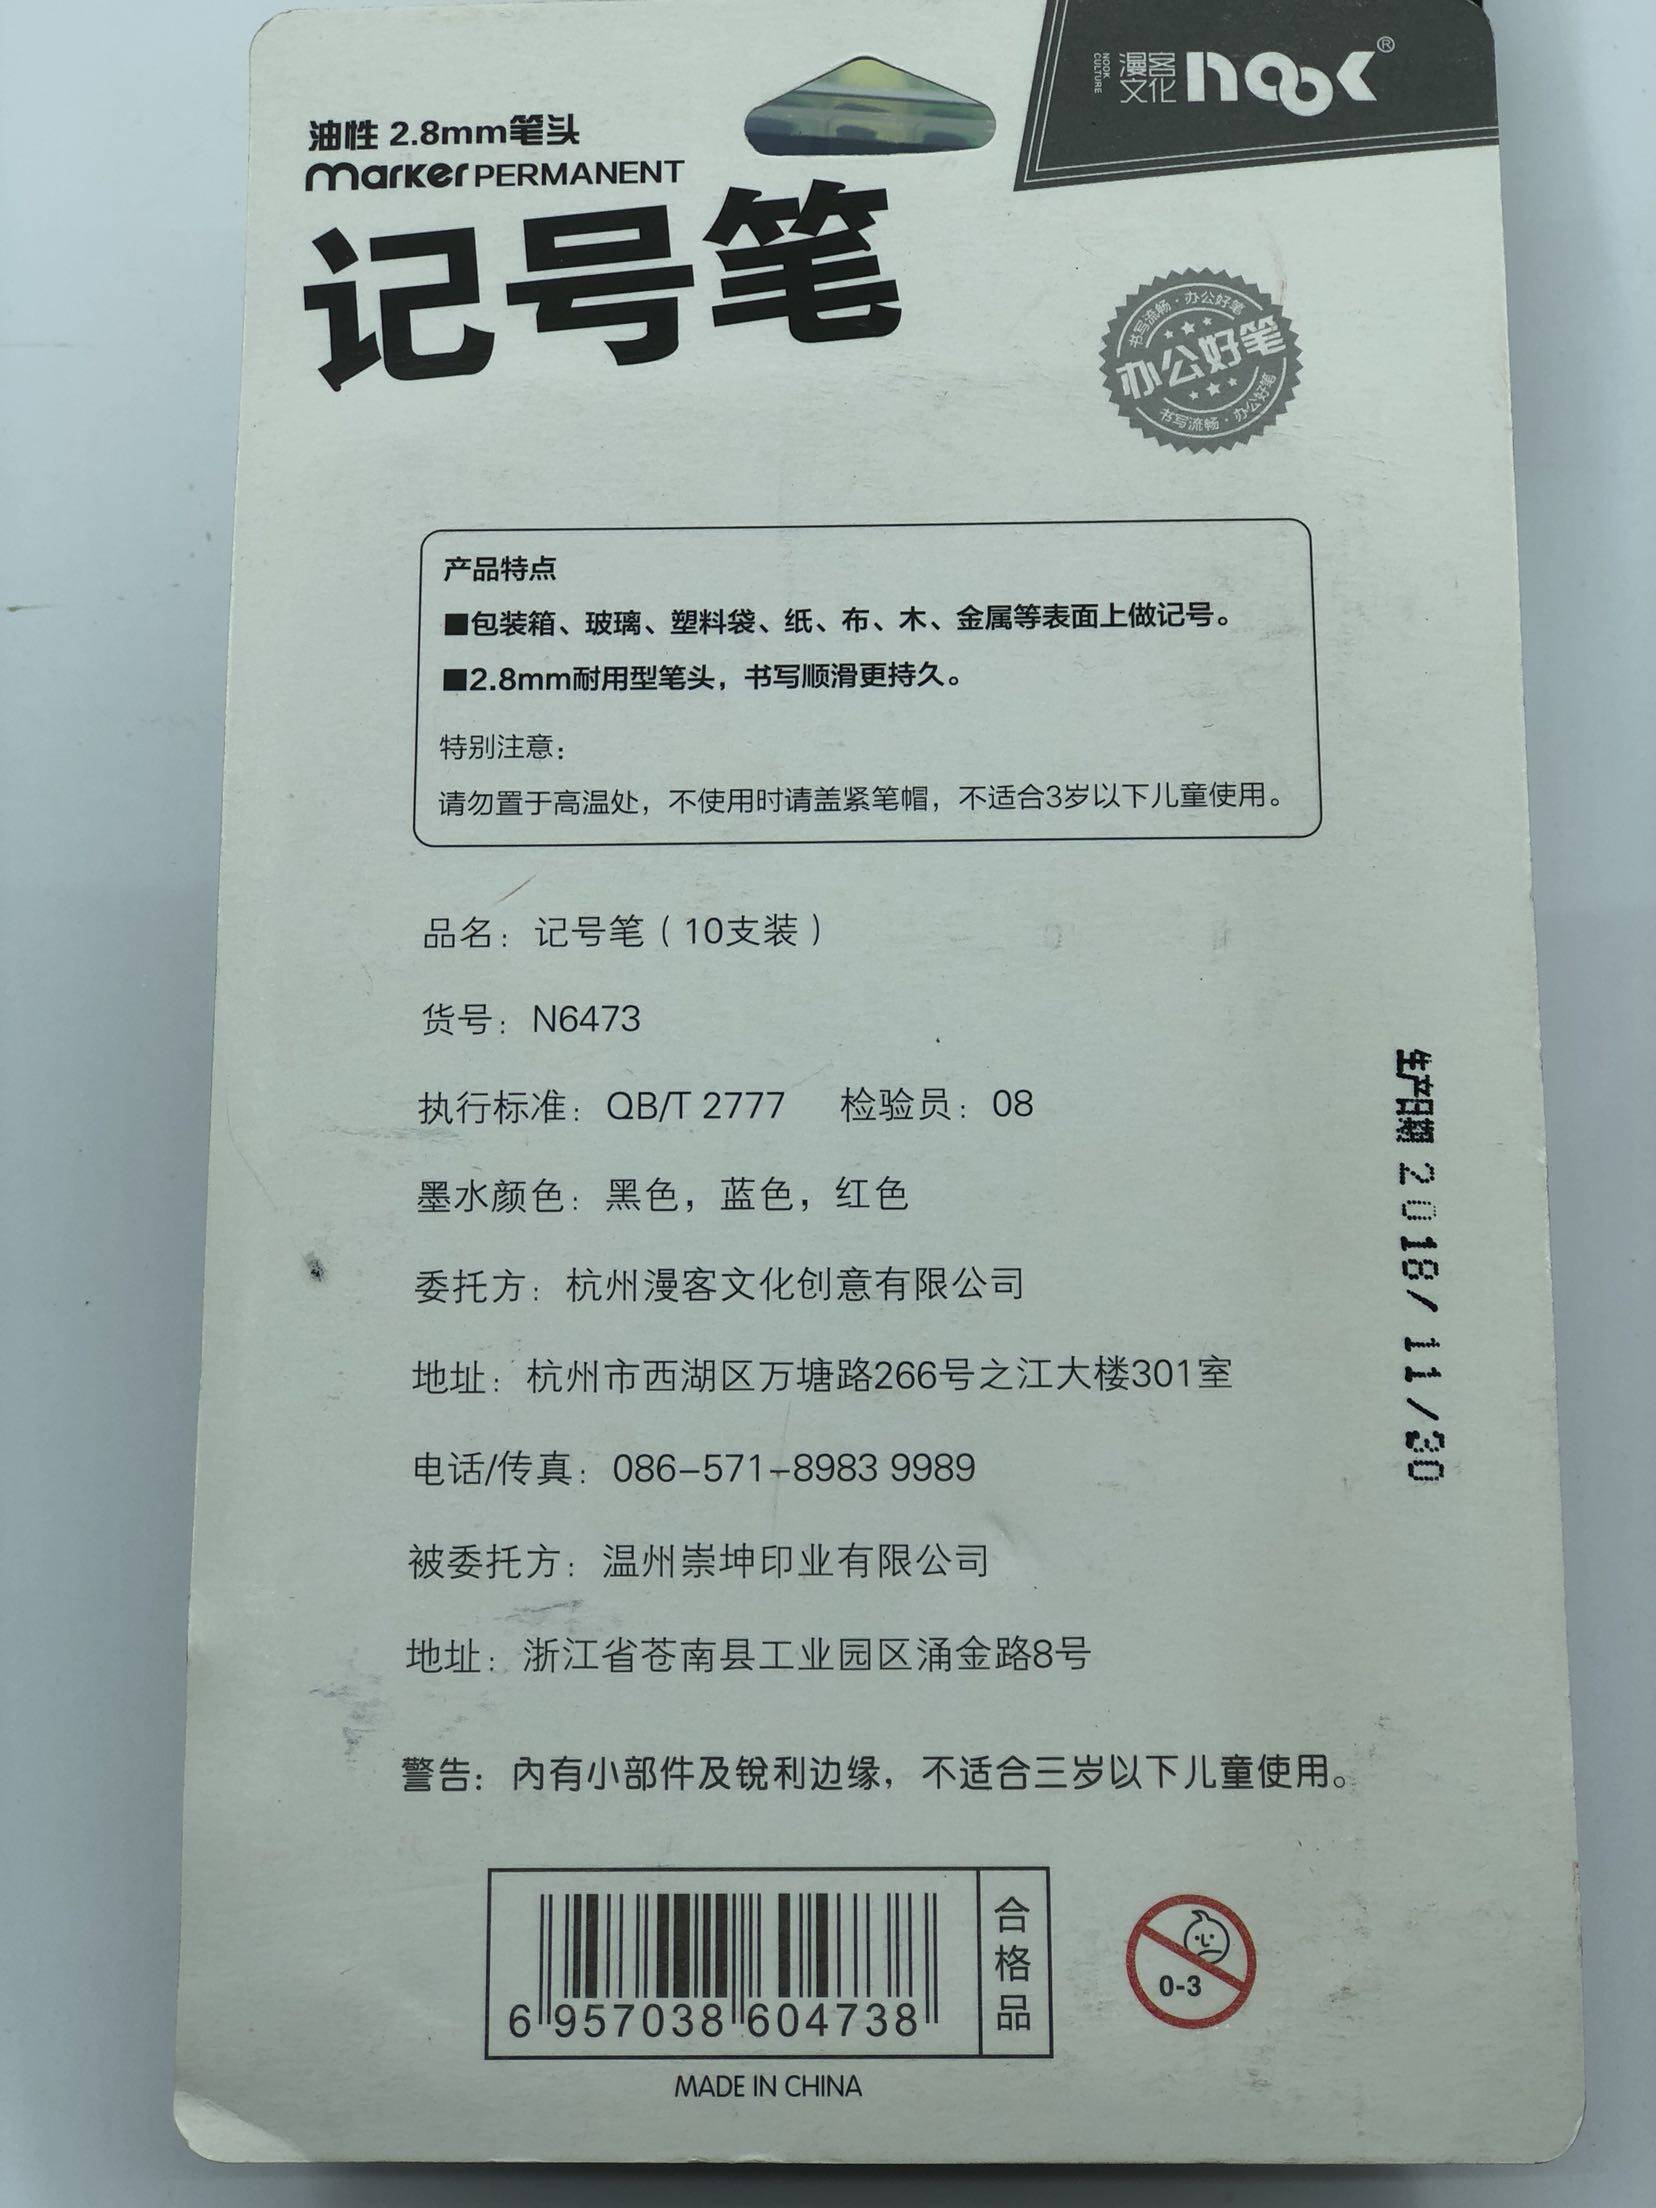 NOOK CULTURE 漫客文化 nook®
油性 2.8mm笔头
marker PERMANENT
记号笔
书写流畅·办公好笔
办公好笔
书写流畅·办公好笔
产品特点
■包装箱、玻璃、塑料袋、纸、布、木、金属等表面上做记号。
■2.8mm耐用型笔头，书写顺滑更持久。
特别注意：
请勿置于高温处，不使用时请盖紧笔帽，不适合3岁以下儿童使用。
品名：记号笔（10支装）
货号：N6473
执行标准：QB/T 2777 检验员：08
墨水颜色：黑色，蓝色，红色
委托方：杭州漫客文化创意有限公司
地址：杭州市西湖区万塘路266号之江大楼301室
电话/传真：086-571-8983 9989
被委托方：温州崇坤印业有限公司
地址：浙江省苍南县工业园区涌金路8号
生产日期 2018/11/30
警告：内有小部件及锐利边缘，不适合三岁以下儿童使用。
6 957038 604738
合格品
0-3
MADE IN CHINA